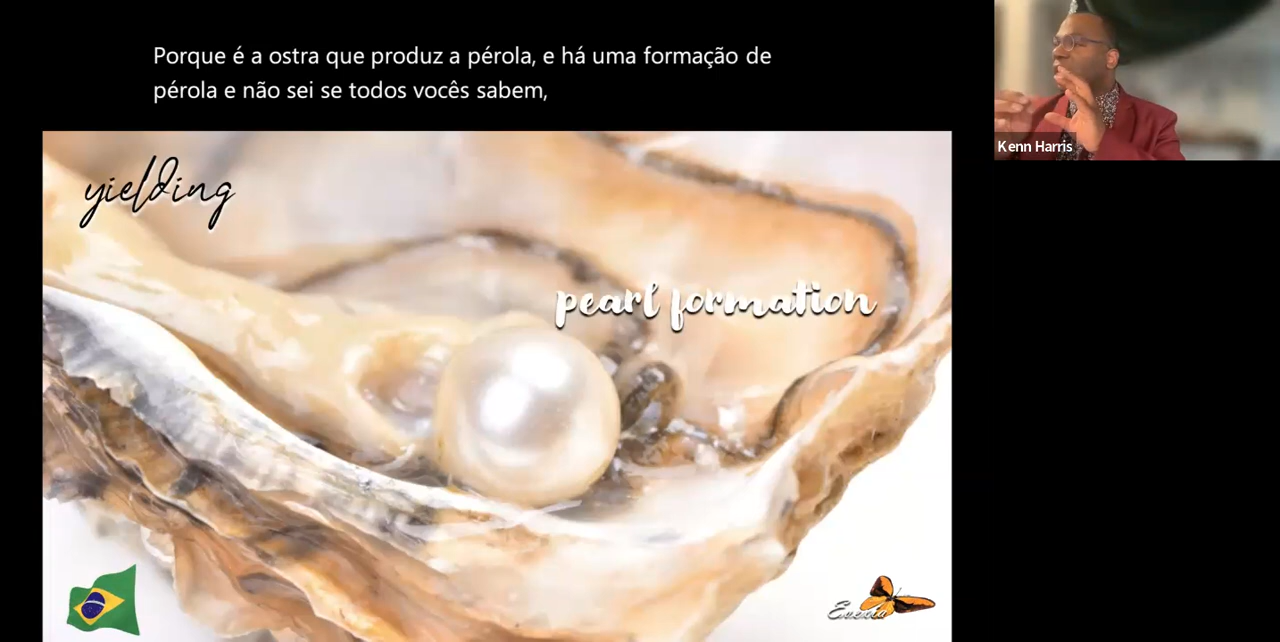 Porque é a ostra que produz a pérola, e há uma formação de
pérola e não sei se todos vocês sabem,
Kenn Harris
yielding
pearl formation